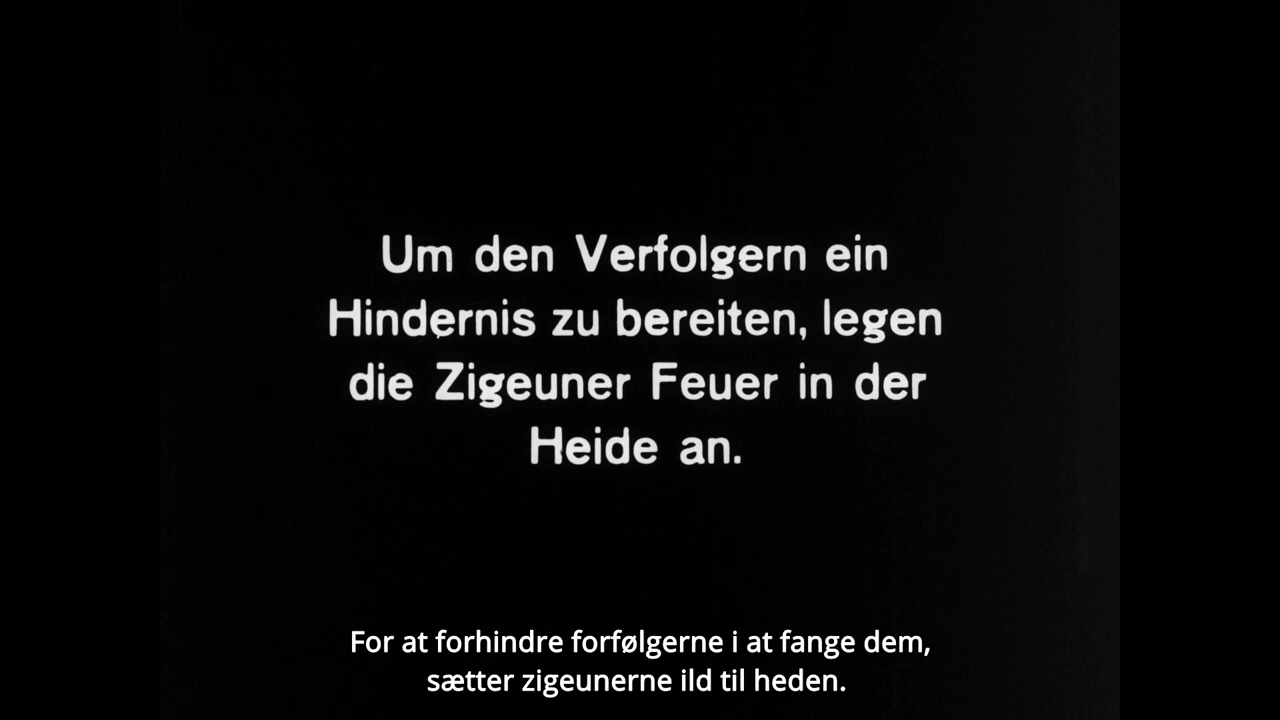 Um den Verfolgern ein
Hindernis zu bereiten, legen
die Zigeuner Feuer in der
Heide an.
For at forhindre forfølgerne i at fange dem,
sætter zigeunerne ild til heden.